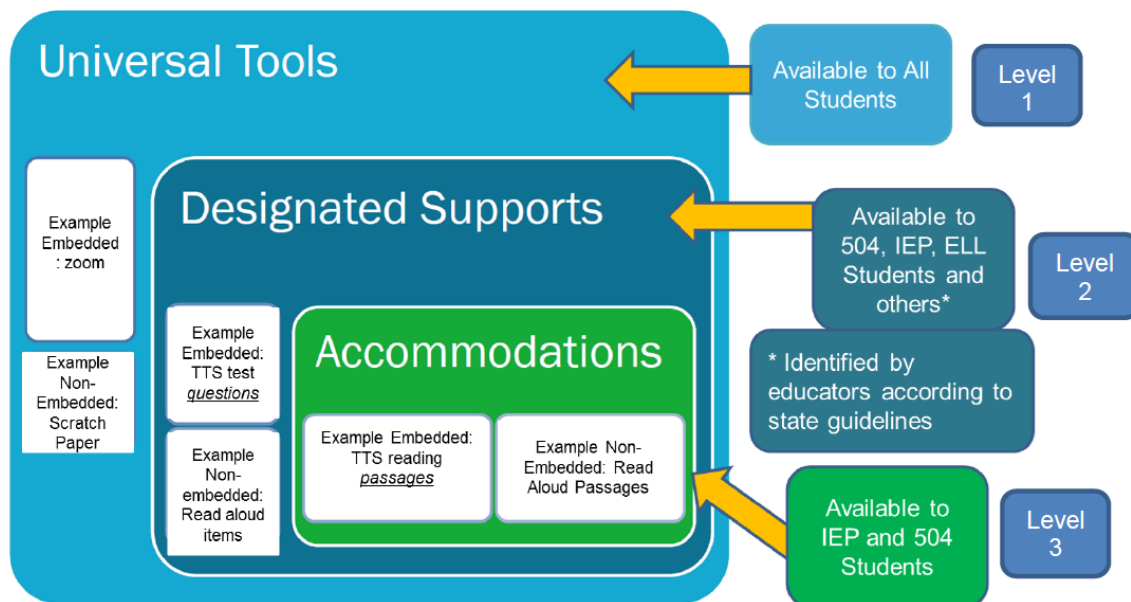 Universal Tools
Available to All
Students
Level
1
Example
Embedded
: zoom
Example
Non-
Embedded:
Scratch
Paper
Designated Supports
Available to
504, IEP, ELL
Students and
others*
Level
2
* Identified by
educators according to
state guidelines
Example
Embedded:
TTS test
questions
Example
Non-
embedded:
Read aloud
items
Accommodations
Example Embedded:
TTS reading
passages
Example Non-
Embedded: Read
Aloud Passages
Available to
IEP and 504
Students
Level
3